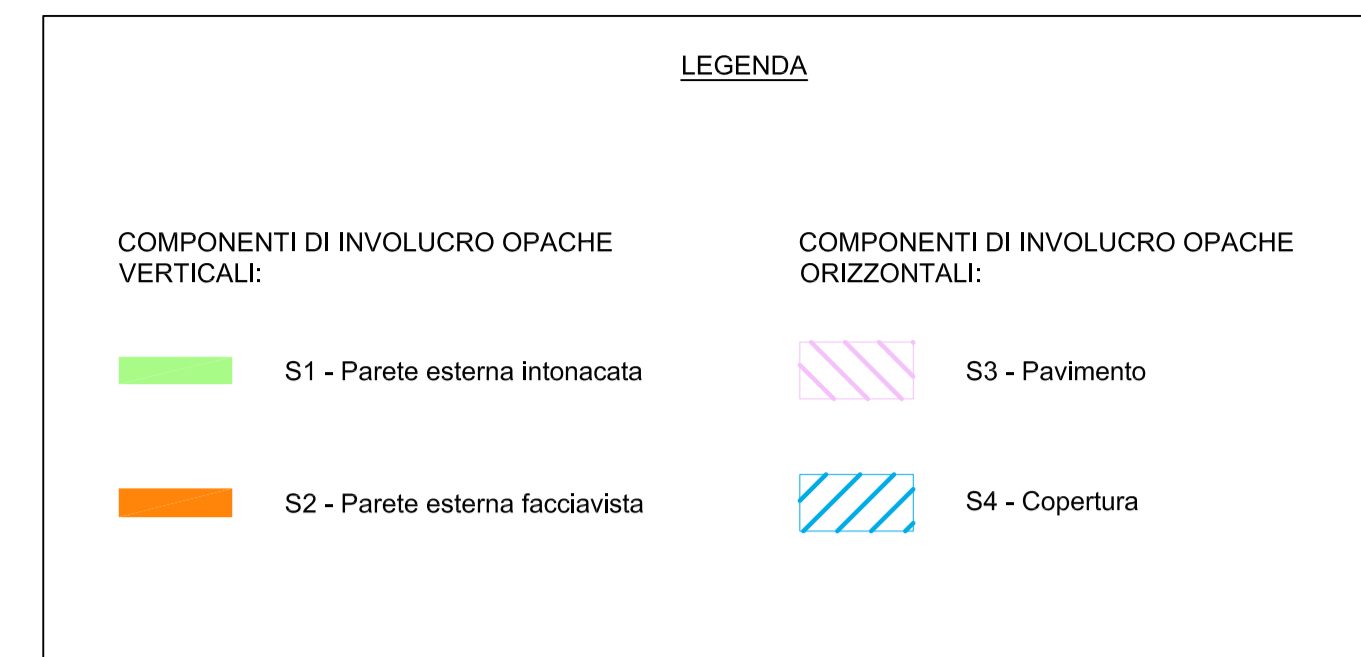 LEGENDA
COMPONENTI DI INVOLUCRO OPACHE
VERTICALI:
S1 - Parete esterna intonacata
S2 - Parete esterna facciavista
COMPONENTI DI INVOLUCRO OPACHE
ORIZZONTALI:
S3 - Pavimento
S4 - Copertura